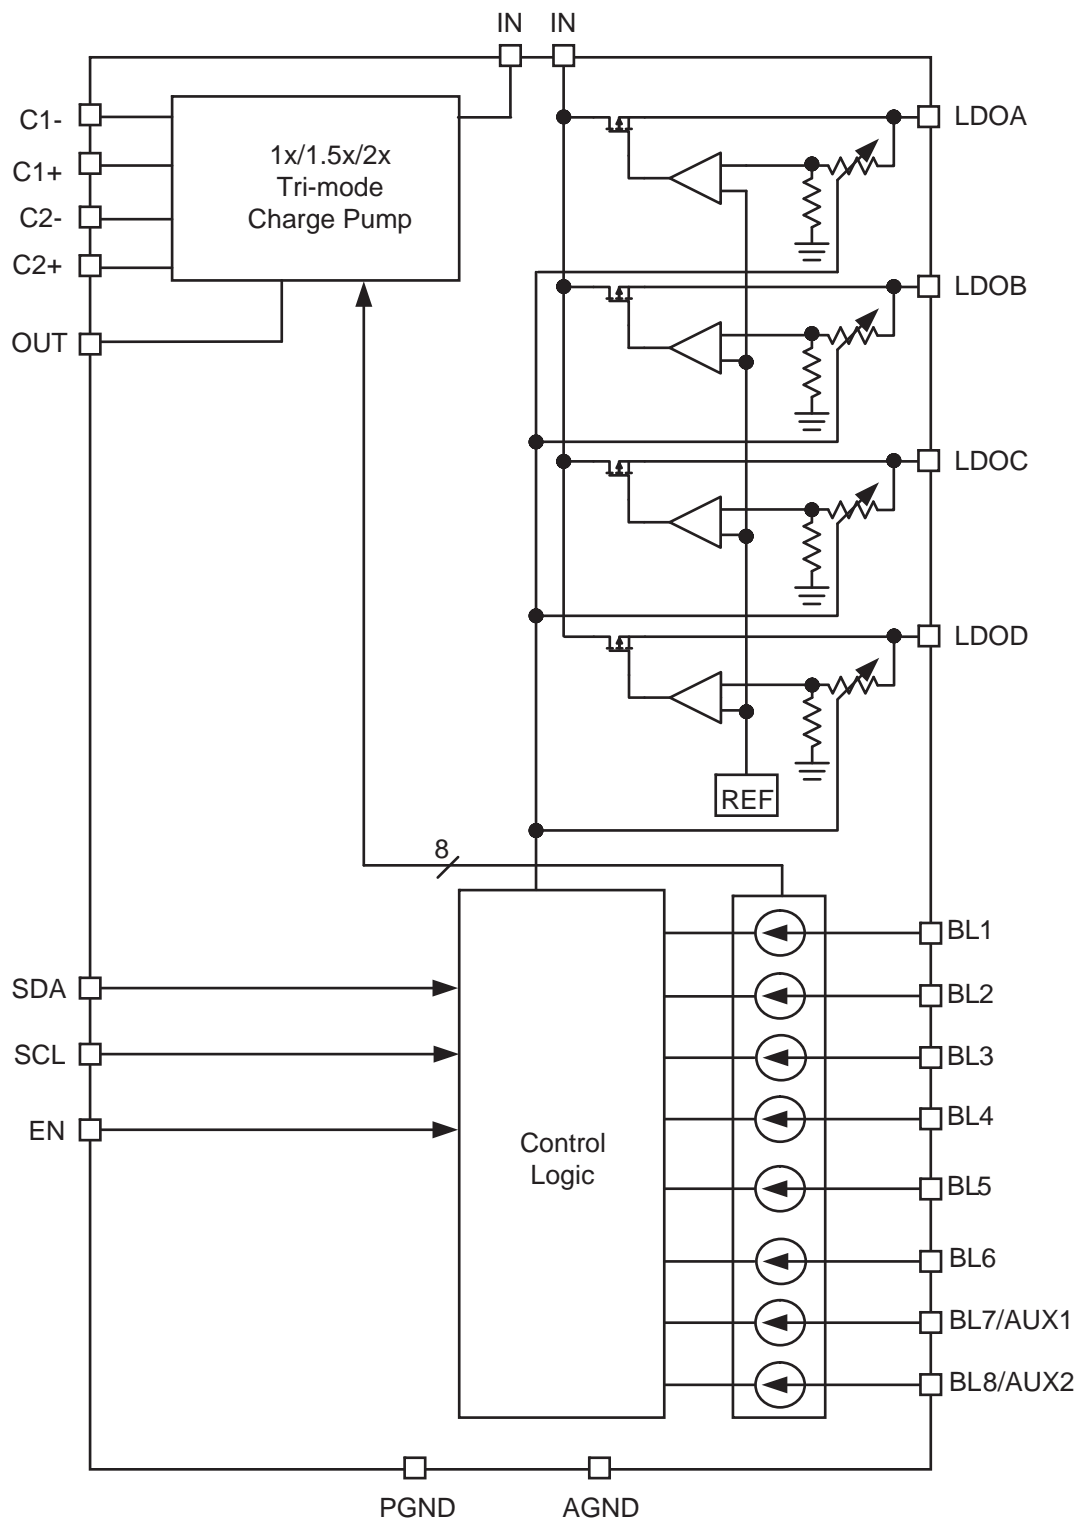 IN IN
C1-
C1+
C2-
C2+
OUT
1x/1.5x/2x
Tri-mode
Charge Pump
LDOA
LDOB
LDOC
LDOD
REF
8
SDA
SCL
EN
Control
Logic
BL1
BL2
BL3
BL4
BL5
BL6
BL7/AUX1
BL8/AUX2
PGND AGND